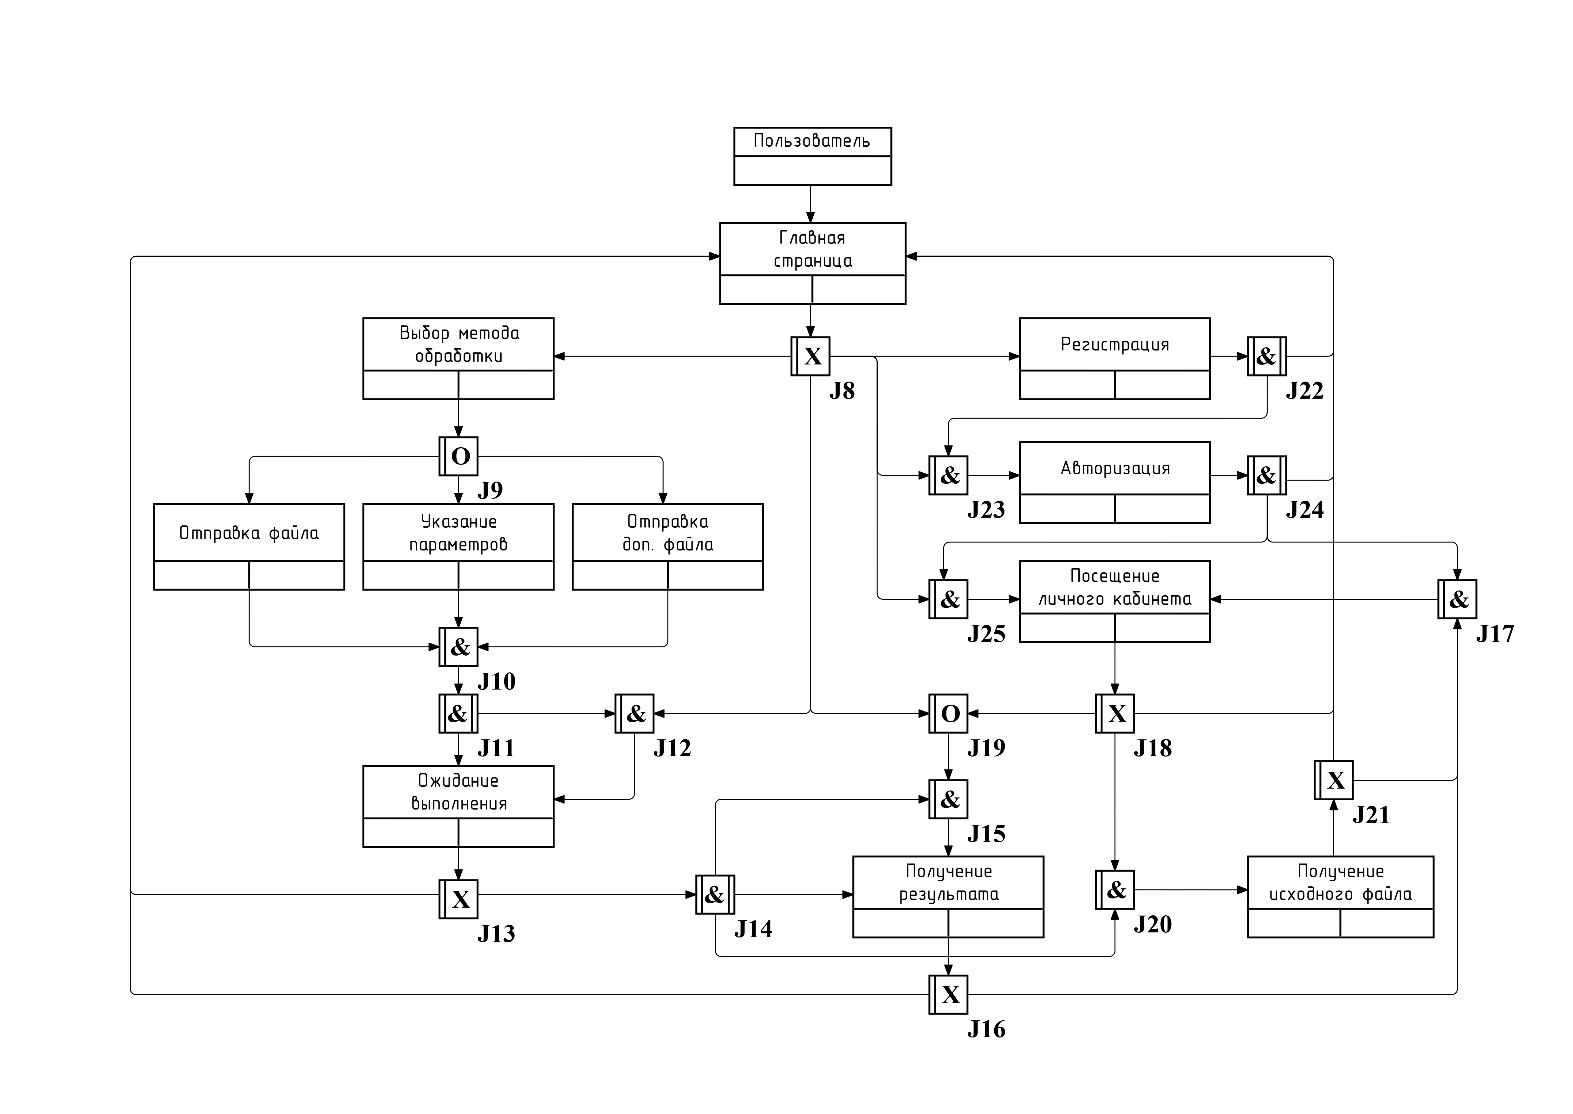 Пользователь
Главная
страница
Выбор метода
обработки
X
J8
Регистрация
&
J22
O
J9
&
J23
Авторизация
&
J24
Отправка файла
Указание
параметров
Отправка
доп. файла
&
J25
Посещение
личного кабинета
&
J17
&
J10
&
J11
&
J12
O
J19
X
J18
Ожидание
выполнения
&
J15
X
J21
X
J13
&
J14
Получение
результата
&
J20
Получение
исходного файла
X
J16